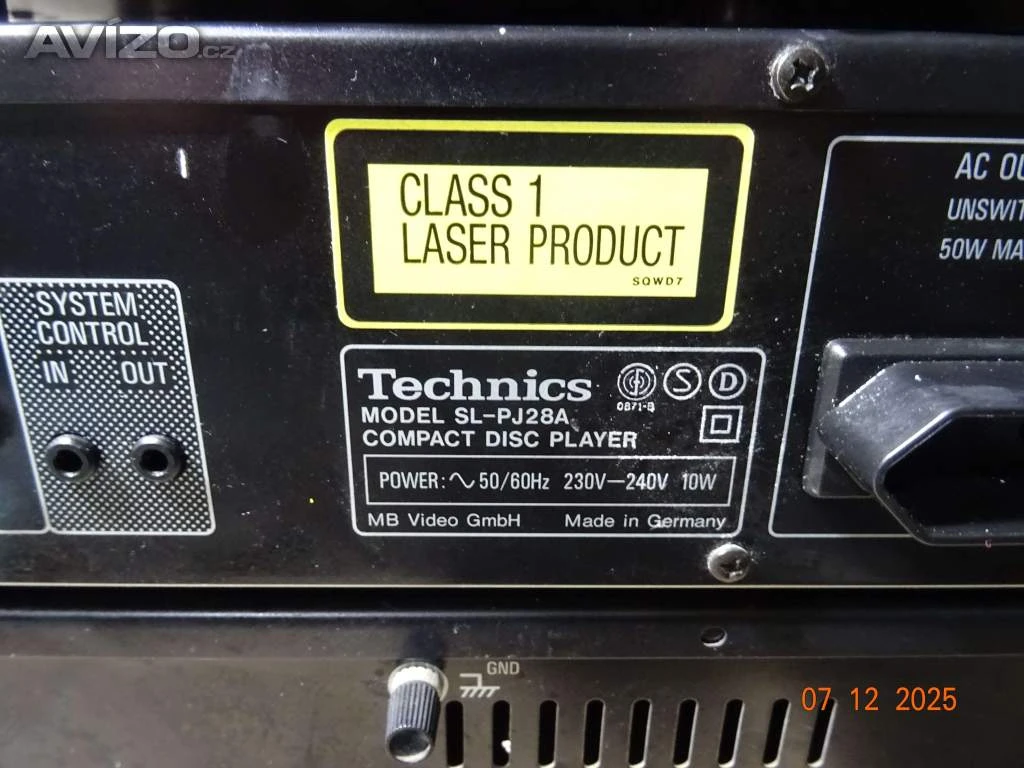 AVÍZO.CZ
CLASS 1
LASER PRODUCT
SQWD7
AC OU
UNSWIT
50W MA
SYSTEM
CONTROL
IN OUT
Technics
S D
0871-B
MODEL SL-PJ28A
COMPACT DISC PLAYER
POWER: ∿ 50/60Hz 230V—240V 10W
MB Video GmbH Made in Germany
GND
07 12 2025